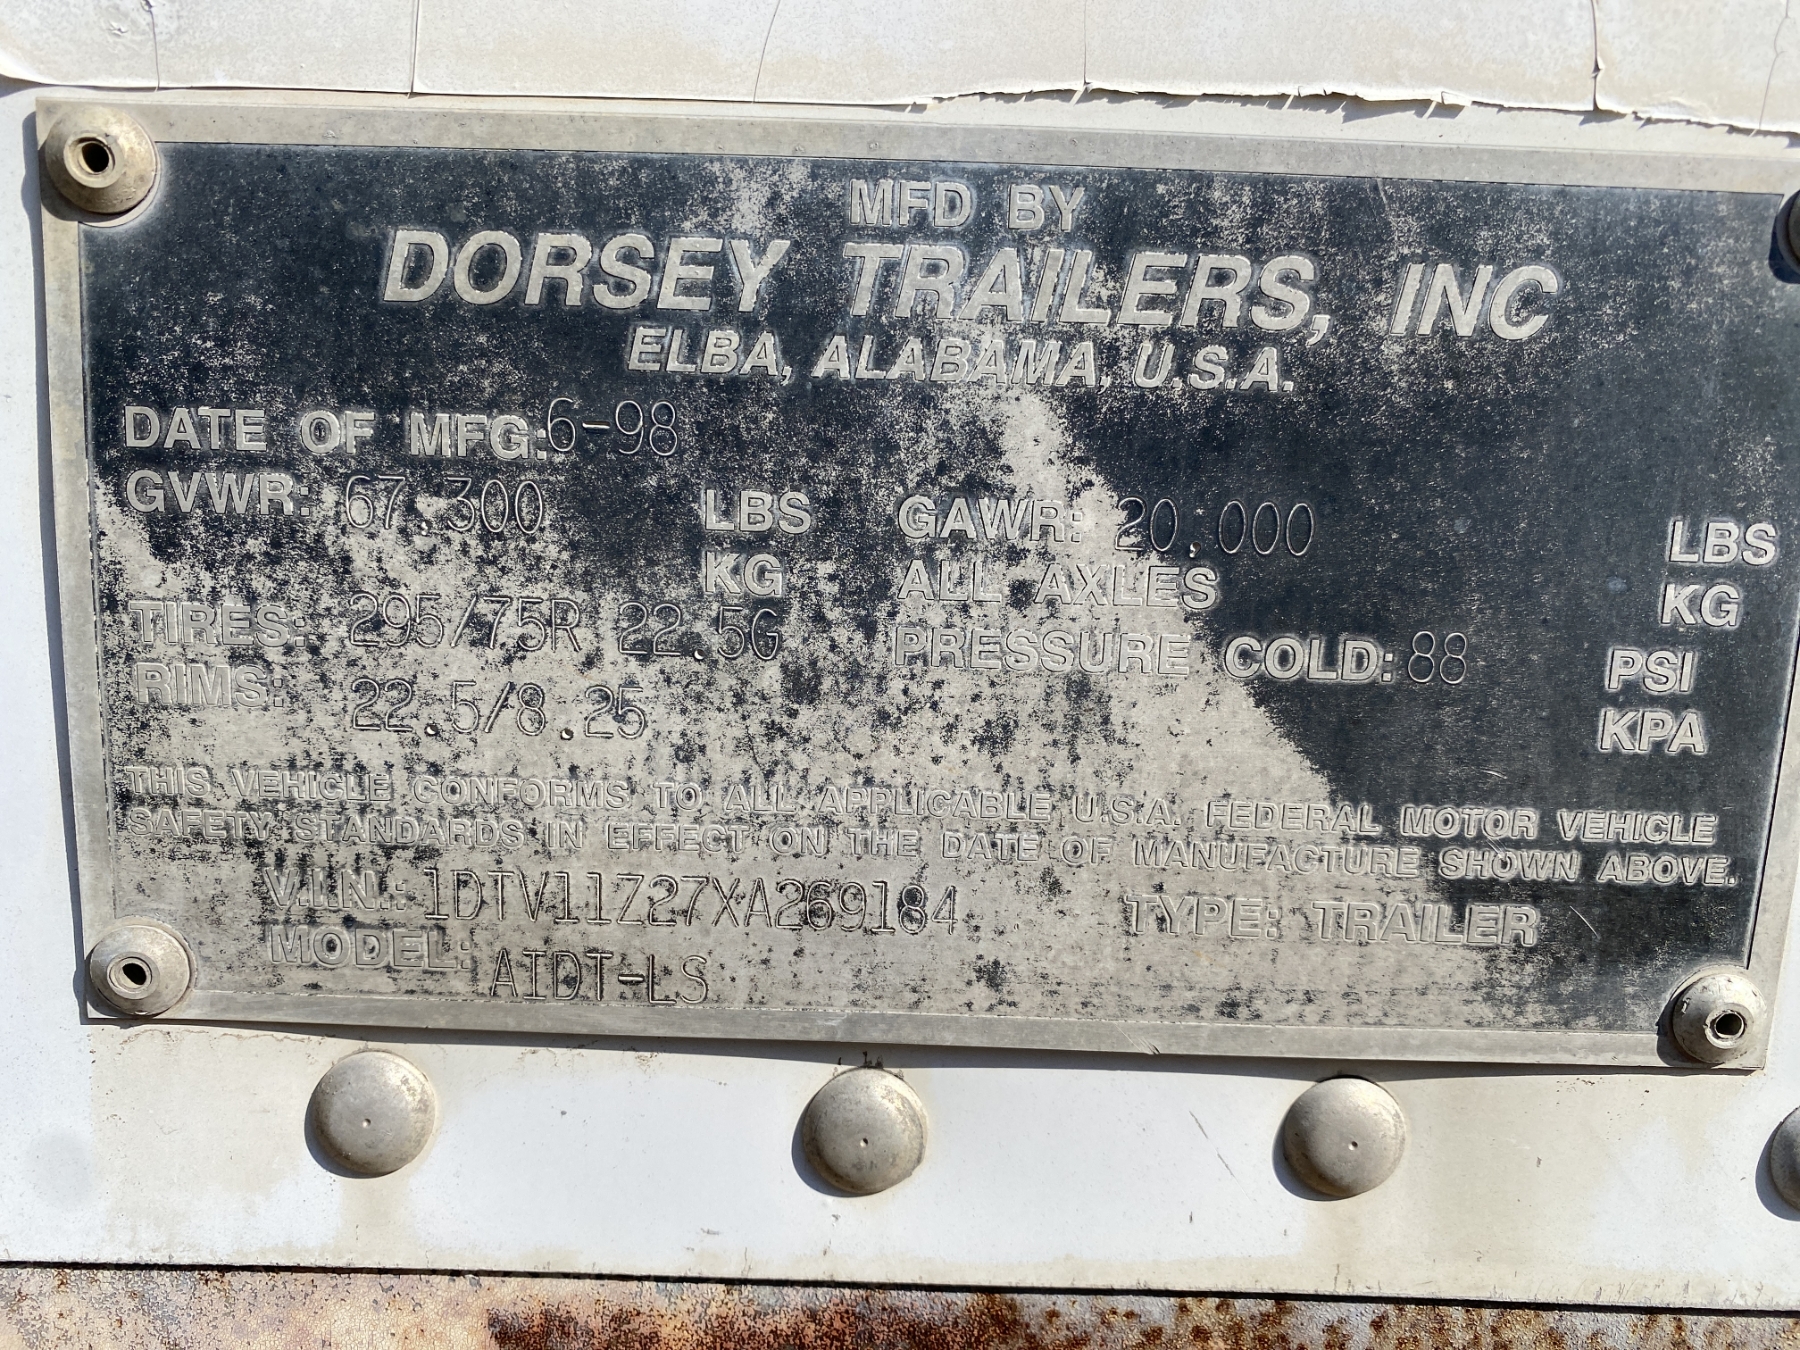 MFD BY
DORSEY TRAILERS, INC
ELBA, ALABAMA, U.S.A.
DATE OF MFG: 6-98
GVWR: 67.300 LBS GAWR: 20.000 LBS
KG ALL AXLES KG
TIRES: 295/75R 22.5G PRESSURE COLD: 88 PSI
RIMS: 22.5/8.25 KPA
THIS VEHICLE CONFORMS TO ALL APPLICABLE U.S.A. FEDERAL MOTOR VEHICLE
SAFETY STANDARDS IN EFFECT ON THE DATE OF MANUFACTURE SHOWN ABOVE.
V.I.N.: 1DTV11Z27XA269184 TYPE: TRAILER
MODEL: AIDT-LS